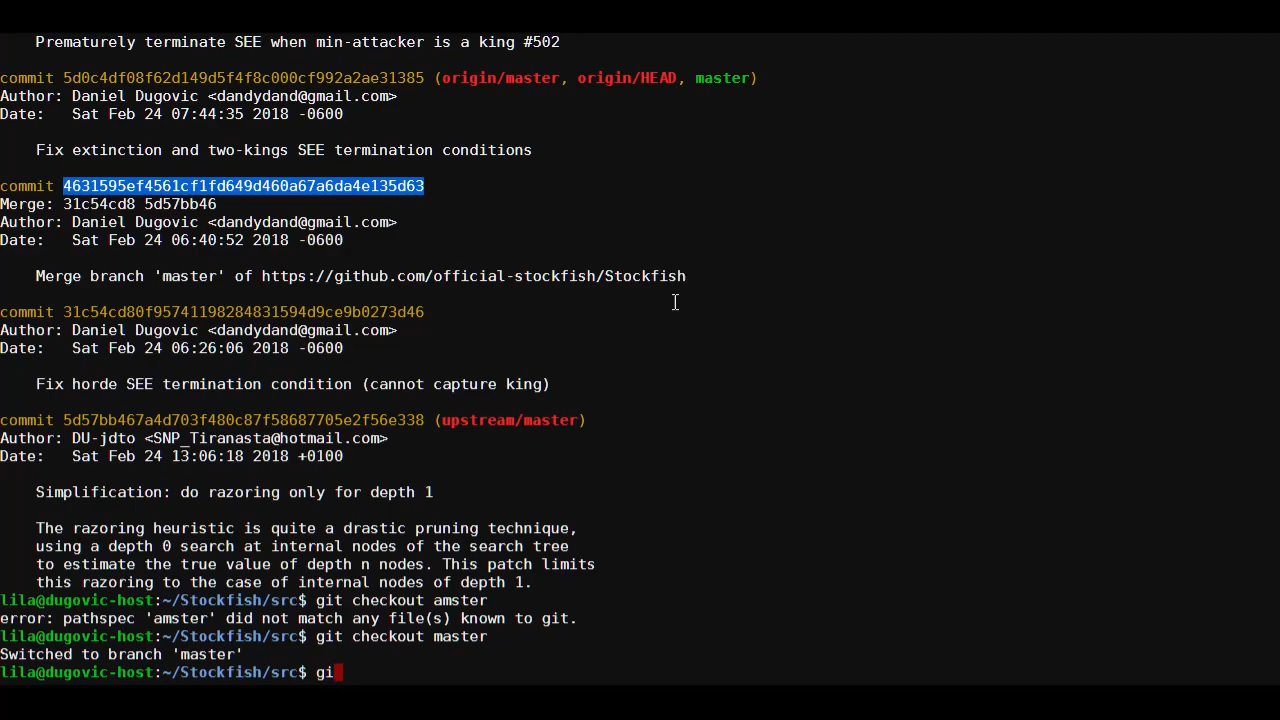 Prematurely terminate SEE when min-attacker is a king #502
commit 5d0c4df08f62d149d5f4f8c000cf992a2ae31385 (origin/master, origin/HEAD, master)
Author: Daniel Dugovic <dandydand@gmail.com>
Date:   Sat Feb 24 07:44:35 2018 -0600
Fix extinction and two-kings SEE termination conditions
commit 4631595ef4561cf1fd649d460a67a6da4e135d63
Merge: 31c54cd8 5d57bb46
Author: Daniel Dugovic <dandydand@gmail.com>
Date:   Sat Feb 24 06:40:52 2018 -0600
Merge branch 'master' of https://github.com/official-stockfish/Stockfish
commit 31c54cd80f95741198284831594d9ce9b0273d46
Author: Daniel Dugovic <dandydand@gmail.com>
Date:   Sat Feb 24 06:26:06 2018 -0600
Fix horde SEE termination condition (cannot capture king)
commit 5d57bb467a4d703f480c87f58687705e2f56e338 (upstream/master)
Author: DU-jdto <SNP_Tiranasta@hotmail.com>
Date:   Sat Feb 24 13:06:18 2018 +0100
Simplification: do razoring only for depth 1
The razoring heuristic is quite a drastic pruning technique,
using a depth 0 search at internal nodes of the search tree
to estimate the true value of depth n nodes. This patch limits
this razoring to the case of internal nodes of depth 1.
lila@dugovic-host:~/Stockfish/src$ git checkout amster
error: pathspec 'amster' did not match any file(s) known to git.
lila@dugovic-host:~/Stockfish/src$ git checkout master
Switched to branch 'master'
lila@dugovic-host:~/Stockfish/src$ gi